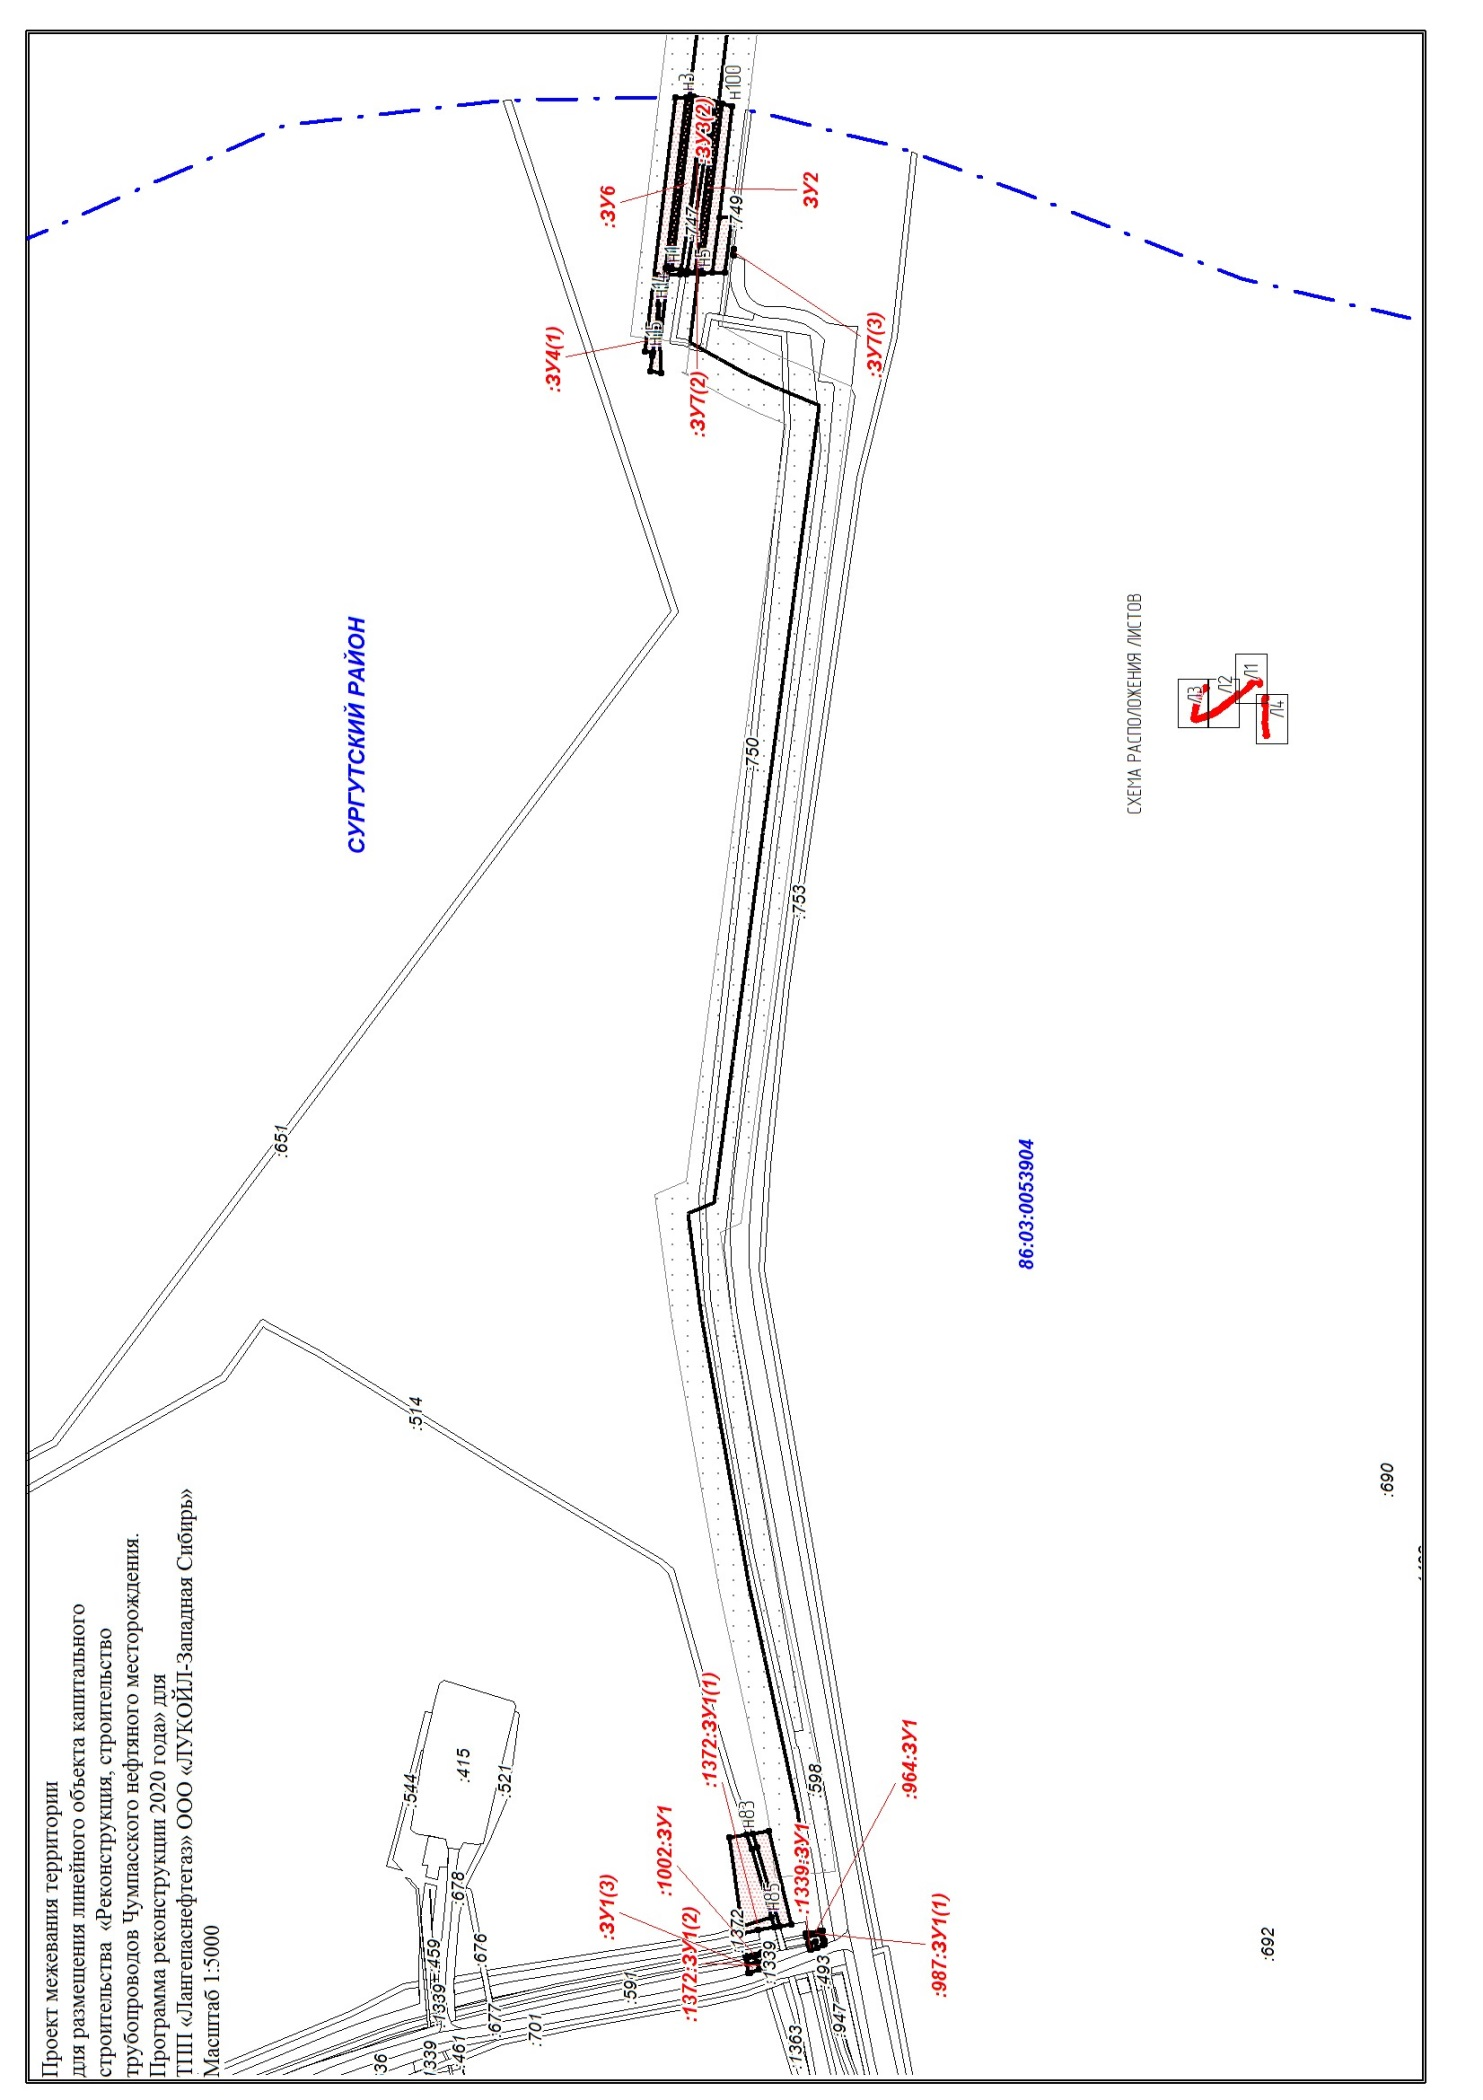 Проект межевания территории
для размещения линейного объекта капитального
строительства «Реконструкция, строительство
трубопроводов Чумпасского нефтяного месторождения.
Программа реконструкции 2020 года» для
ТПП «Лангепаснефтегаз» ООО «ЛУКОЙЛ-Западная Сибирь»
Масштаб 1:5000
СУРГУТСКИЙ РАЙОН
86:03:0053904
СХЕМА РАСПОЛОЖЕНИЯ ЛИСТОВ
Л3
Л2
Л1
Л4
:651
:514
:544
:415
:521
:678
:459
:1339
:676
:677
:461
:701
:591
:1372
:1339
:493
:947
:1363
:598
:1372:ЗУ1(1)
:1002:ЗУ1
:ЗУ1(3)
:1372:ЗУ1(2)
:1339:ЗУ1
:964:ЗУ1
:987:ЗУ1(1)
н83
н85
:750
:753
:ЗУ4(1)
:ЗУ6
:ЗУ3(2)
ЗУ2
:ЗУ7(2)
:ЗУ7(3)
:747
:749
н3
н100
н1
н5
н14
н15
:690
:692